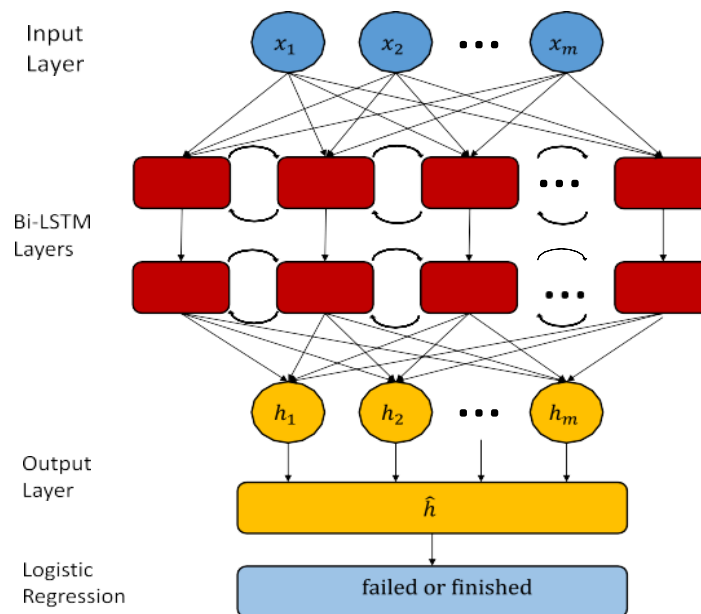 Input
Layer
x₁ x₂ ••• xₘ
Bi-LSTM
Layers
•••
•••
h₁ h₂ ••• hₘ
Output
Layer
ĥ
Logistic
Regression
failed or finished